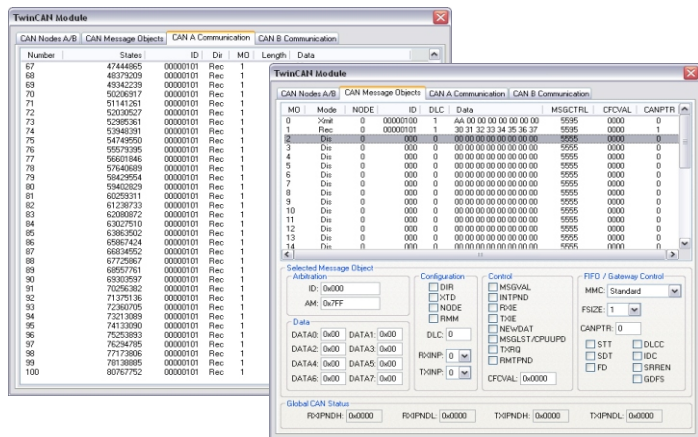 TwinCAN Module
CAN Nodes A/B CAN Message Objects CAN A Communication CAN B Communication
Number States ID Dir MO Length Data
67 47444865 00000101 Rec 1
68 48379209 00000101 Rec 1
69 49342239 00000101 Rec 1
70 50206917 00000101 Rec 1
71 51141261 00000101 Rec 1
72 52030527 00000101 Rec 1
73 52985361 00000101 Rec 1
74 53948391 00000101 Rec 1
75 54749550 00000101 Rec 1
76 55579395 00000101 Rec 1
77 56601846 00000101 Rec 1
78 57640689 00000101 Rec 1
79 58429554 00000101 Rec 1
80 59402829 00000101 Rec 1
81 60259311 00000101 Rec 1
82 61238733 00000101 Rec 1
83 62080872 00000101 Rec 1
84 63027510 00000101 Rec 1
85 63863502 00000101 Rec 1
86 65867424 00000101 Rec 1
87 66834552 00000101 Rec 1
88 67725867 00000101 Rec 1
89 68557761 00000101 Rec 1
90 69303597 00000101 Rec 1
91 70256382 00000101 Rec 1
92 71375136 00000101 Rec 1
93 72360705 00000101 Rec 1
94 73213089 00000101 Rec 1
95 74133090 00000101 Rec 1
96 75253893 00000101 Rec 1
97 76294785 00000101 Rec 1
98 77173806 00000101 Rec 1
99 78138885 00000101 Rec 1
100 80767752 00000101 Rec 1
TwinCAN Module
CAN Nodes A/B CAN Message Objects CAN A Communication CAN B Communication
MO Mode NODE ID DLC Data MSGCTRL CFCVAL CANPTR
0 Xmit 0 00000100 1 AA 00 00 00 00 00 00 00 5595 0000 0
1 Rec 0 00000101 1 30 31 32 33 34 35 36 37 5595 0000 1
2 Dis 0 000 0 00 00 00 00 00 00 00 00 5555 0000 0
3 Dis 0 000 0 00 00 00 00 00 00 00 00 5555 0000 0
4 Dis 0 000 0 00 00 00 00 00 00 00 00 5555 0000 0
5 Dis 0 000 0 00 00 00 00 00 00 00 00 5555 0000 0
6 Dis 0 000 0 00 00 00 00 00 00 00 00 5555 0000 0
7 Dis 0 000 0 00 00 00 00 00 00 00 00 5555 0000 0
8 Dis 0 000 0 00 00 00 00 00 00 00 00 5555 0000 0
9 Dis 0 000 0 00 00 00 00 00 00 00 00 5555 0000 0
10 Dis 0 000 0 00 00 00 00 00 00 00 00 5555 0000 0
11 Dis 0 000 0 00 00 00 00 00 00 00 00 5555 0000 0
12 Dis 0 000 0 00 00 00 00 00 00 00 00 5555 0000 0
13 Dis 0 000 0 00 00 00 00 00 00 00 00 5555 0000 0
14 Dis 0 000 0 00 00 00 00 00 00 00 00 5555 0000 0
Selected Message Object
Arbitration
ID: 0x000
AM: 0x7FF
Data
DATA0: 0x00 DATA1: 0x00
DATA2: 0x00 DATA3: 0x00
DATA4: 0x00 DATA5: 0x00
DATA6: 0x00 DATA7: 0x00
Configuration
DIR
XTD
NODE
RMM
DLC: 0
RXINP: 0
TXINP: 0
Control
MSGVAL
INTPND
RXIE
TXIE
NEWDAT
MSGLST/CPUUPD
TXRQ
RMTPND
CFCVAL: 0x0000
FIFO / Gateway Control
MMC: Standard
FSIZE: 1
CANPTR: 0
STT DLCC
SDT IDC
FD SRREN
GDFS
Global CAN Status
RXIPNDH: 0x0000 RXIPNDL: 0x0000 TXIPNDH: 0x0000 TXIPNDL: 0x0000